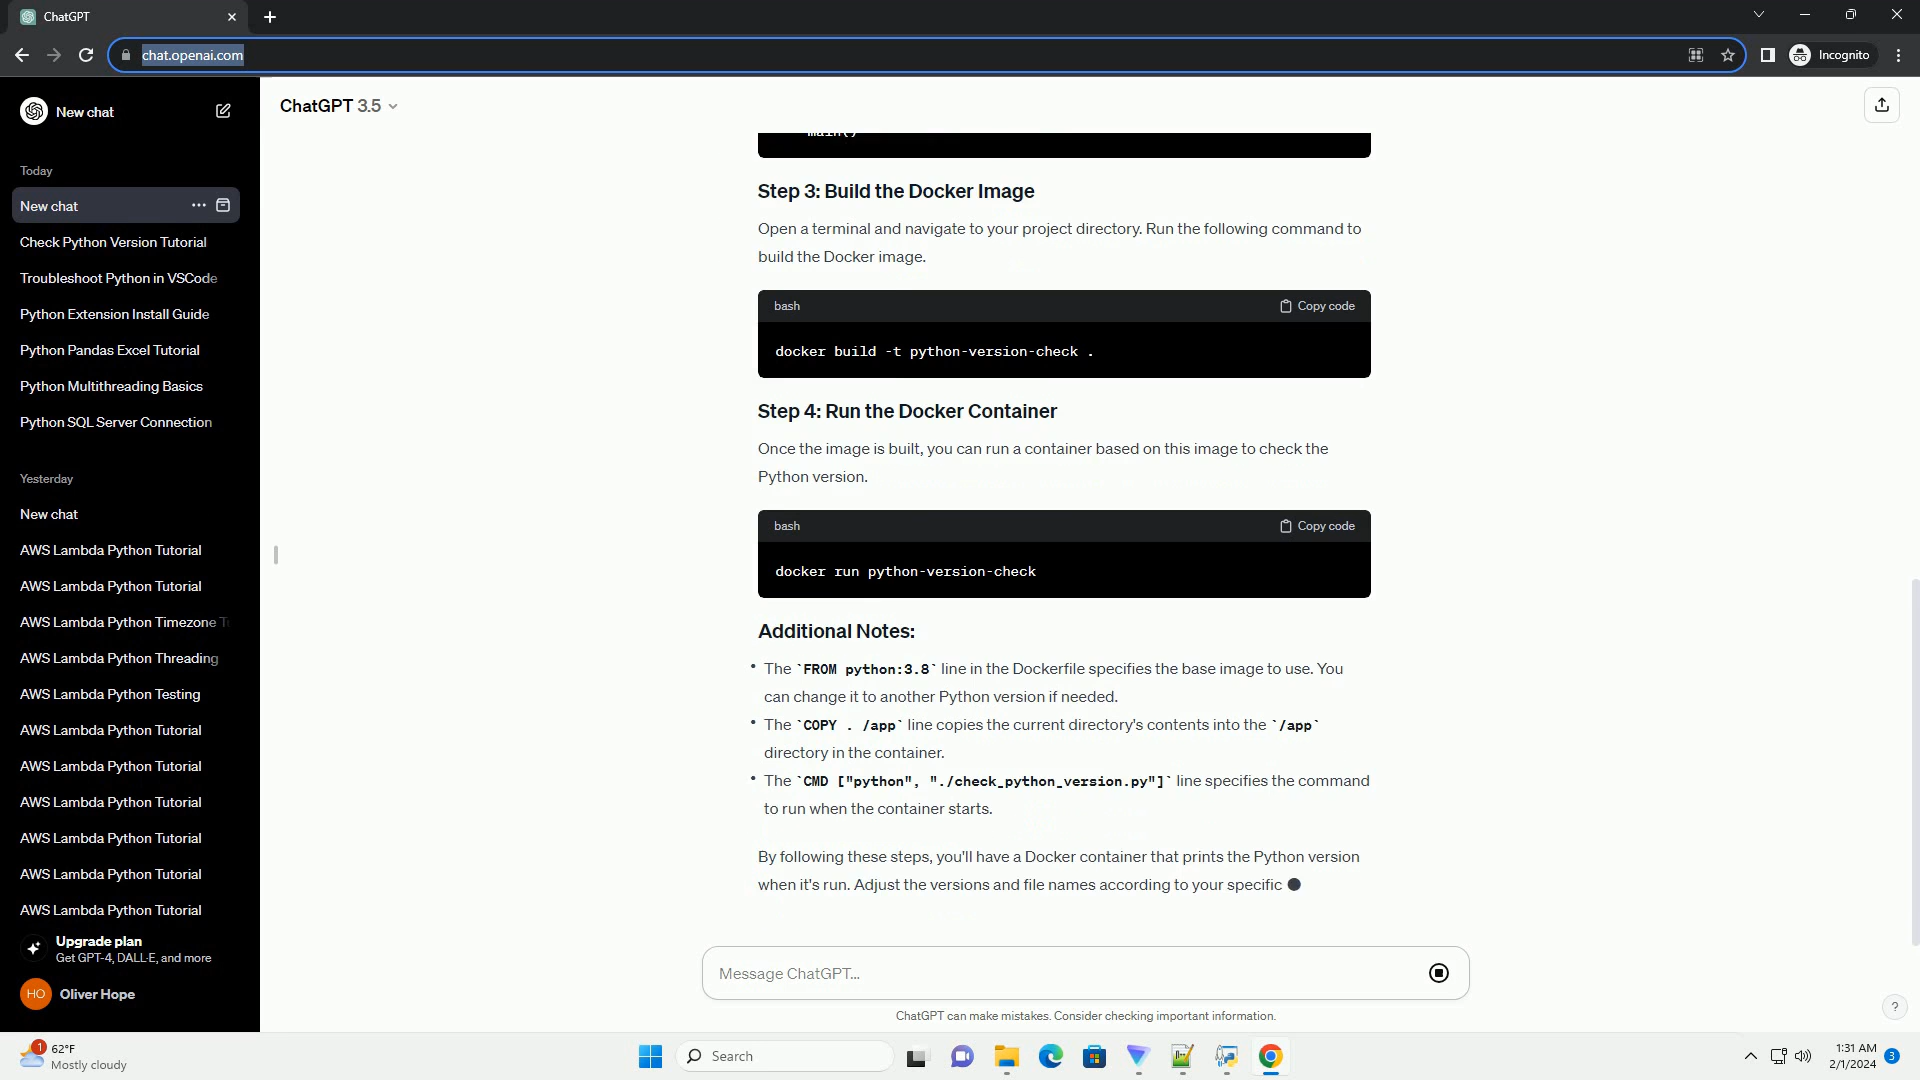 ChatGPT
chat.openai.com
Incognito
New chat
ChatGPT 3.5
Today
New chat
Check Python Version Tutorial
Troubleshoot Python in VSCode
Python Extension Install Guide
Python Pandas Excel Tutorial
Python Multithreading Basics
Python SQL Server Connection
Yesterday
New chat
AWS Lambda Python Tutorial
AWS Lambda Python Tutorial
AWS Lambda Python Timezone T
AWS Lambda Python Threading
AWS Lambda Python Testing
AWS Lambda Python Tutorial
AWS Lambda Python Tutorial
AWS Lambda Python Tutorial
AWS Lambda Python Tutorial
AWS Lambda Python Tutorial
AWS Lambda Python Tutorial
Upgrade plan
Get GPT-4, DALL·E, and more
HO
Oliver Hope
main()
Step 3: Build the Docker Image
Open a terminal and navigate to your project directory. Run the following command to
build the Docker image.
bash
Copy code
docker build -t python-version-check .
Step 4: Run the Docker Container
Once the image is built, you can run a container based on this image to check the
Python version.
bash
Copy code
docker run python-version-check
Additional Notes:
• The `FROM python:3.8` line in the Dockerfile specifies the base image to use. You
can change it to another Python version if needed.
• The `COPY . /app` line copies the current directory's contents into the `/app`
directory in the container.
• The `CMD ["python", "./check_python_version.py"]` line specifies the command
to run when the container starts.
By following these steps, you'll have a Docker container that prints the Python version
when it's run. Adjust the versions and file names according to your specific
Message ChatGPT...
ChatGPT can make mistakes. Consider checking important information.
?
1
62°F
Mostly cloudy
Search
1:31 AM
2/1/2024
3